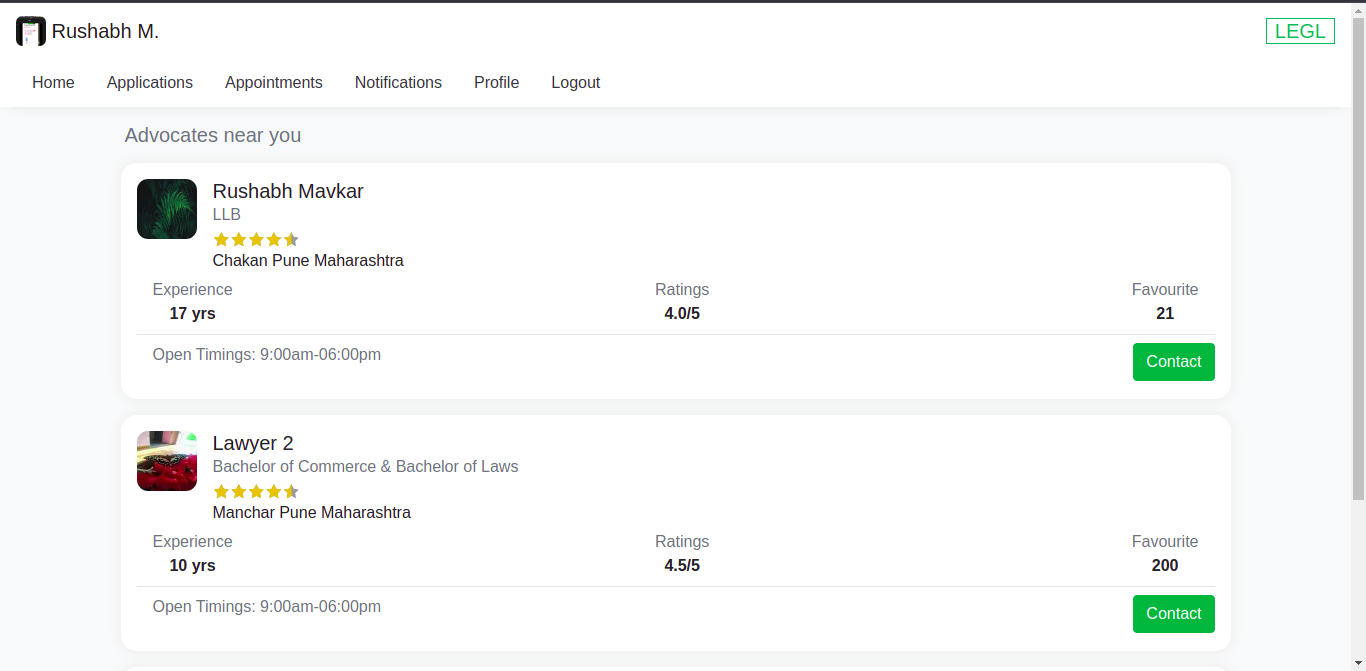 Rushabh M.
LEGL
Home Applications Appointments Notifications Profile Logout
Advocates near you
Rushabh Mavkar
LLB
Chakan Pune Maharashtra
Experience Ratings Favourite
17 yrs 4.0/5 21
Open Timings: 9:00am-06:00pm Contact
Lawyer 2
Bachelor of Commerce & Bachelor of Laws
Manchar Pune Maharashtra
Experience Ratings Favourite
10 yrs 4.5/5 200
Open Timings: 9:00am-06:00pm Contact